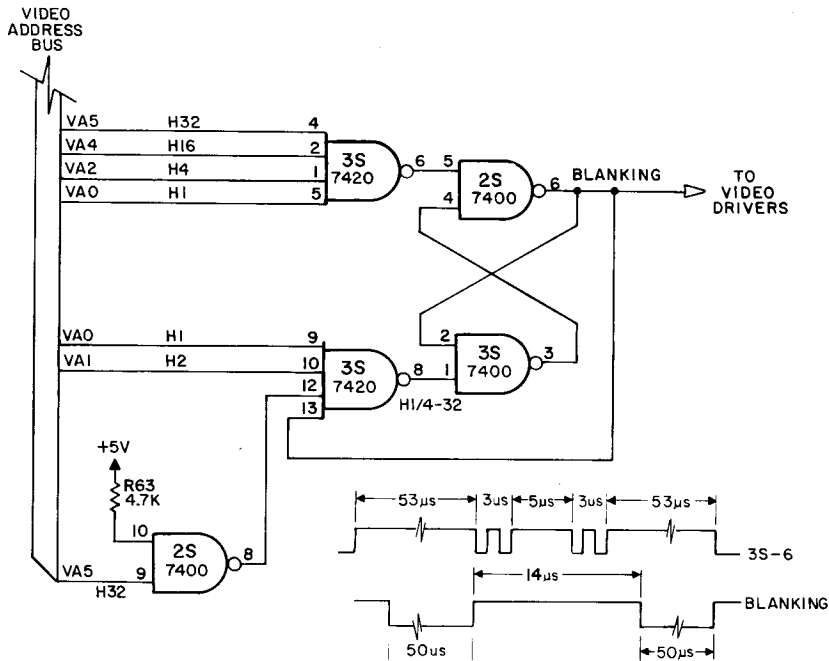 VIDEO
ADDRESS
BUS
VA5 H32 4
VA4 H16 2
VA2 H4 1
VA0 H1 5
3S
7420
6
5
4
2S
7400
6
BLANKING
TO
VIDEO
DRIVERS
VA0 H1 9
VA1 H2 10
12
13
3S
7420
8
H1/4-32
2
1
3S
7400
3
+5V
R63
4.7K
10
2S
7400
8
VA5 9
H32
53µs 3us 5µs 3us 53µs
3S-6
14µs
BLANKING
50us 50µs